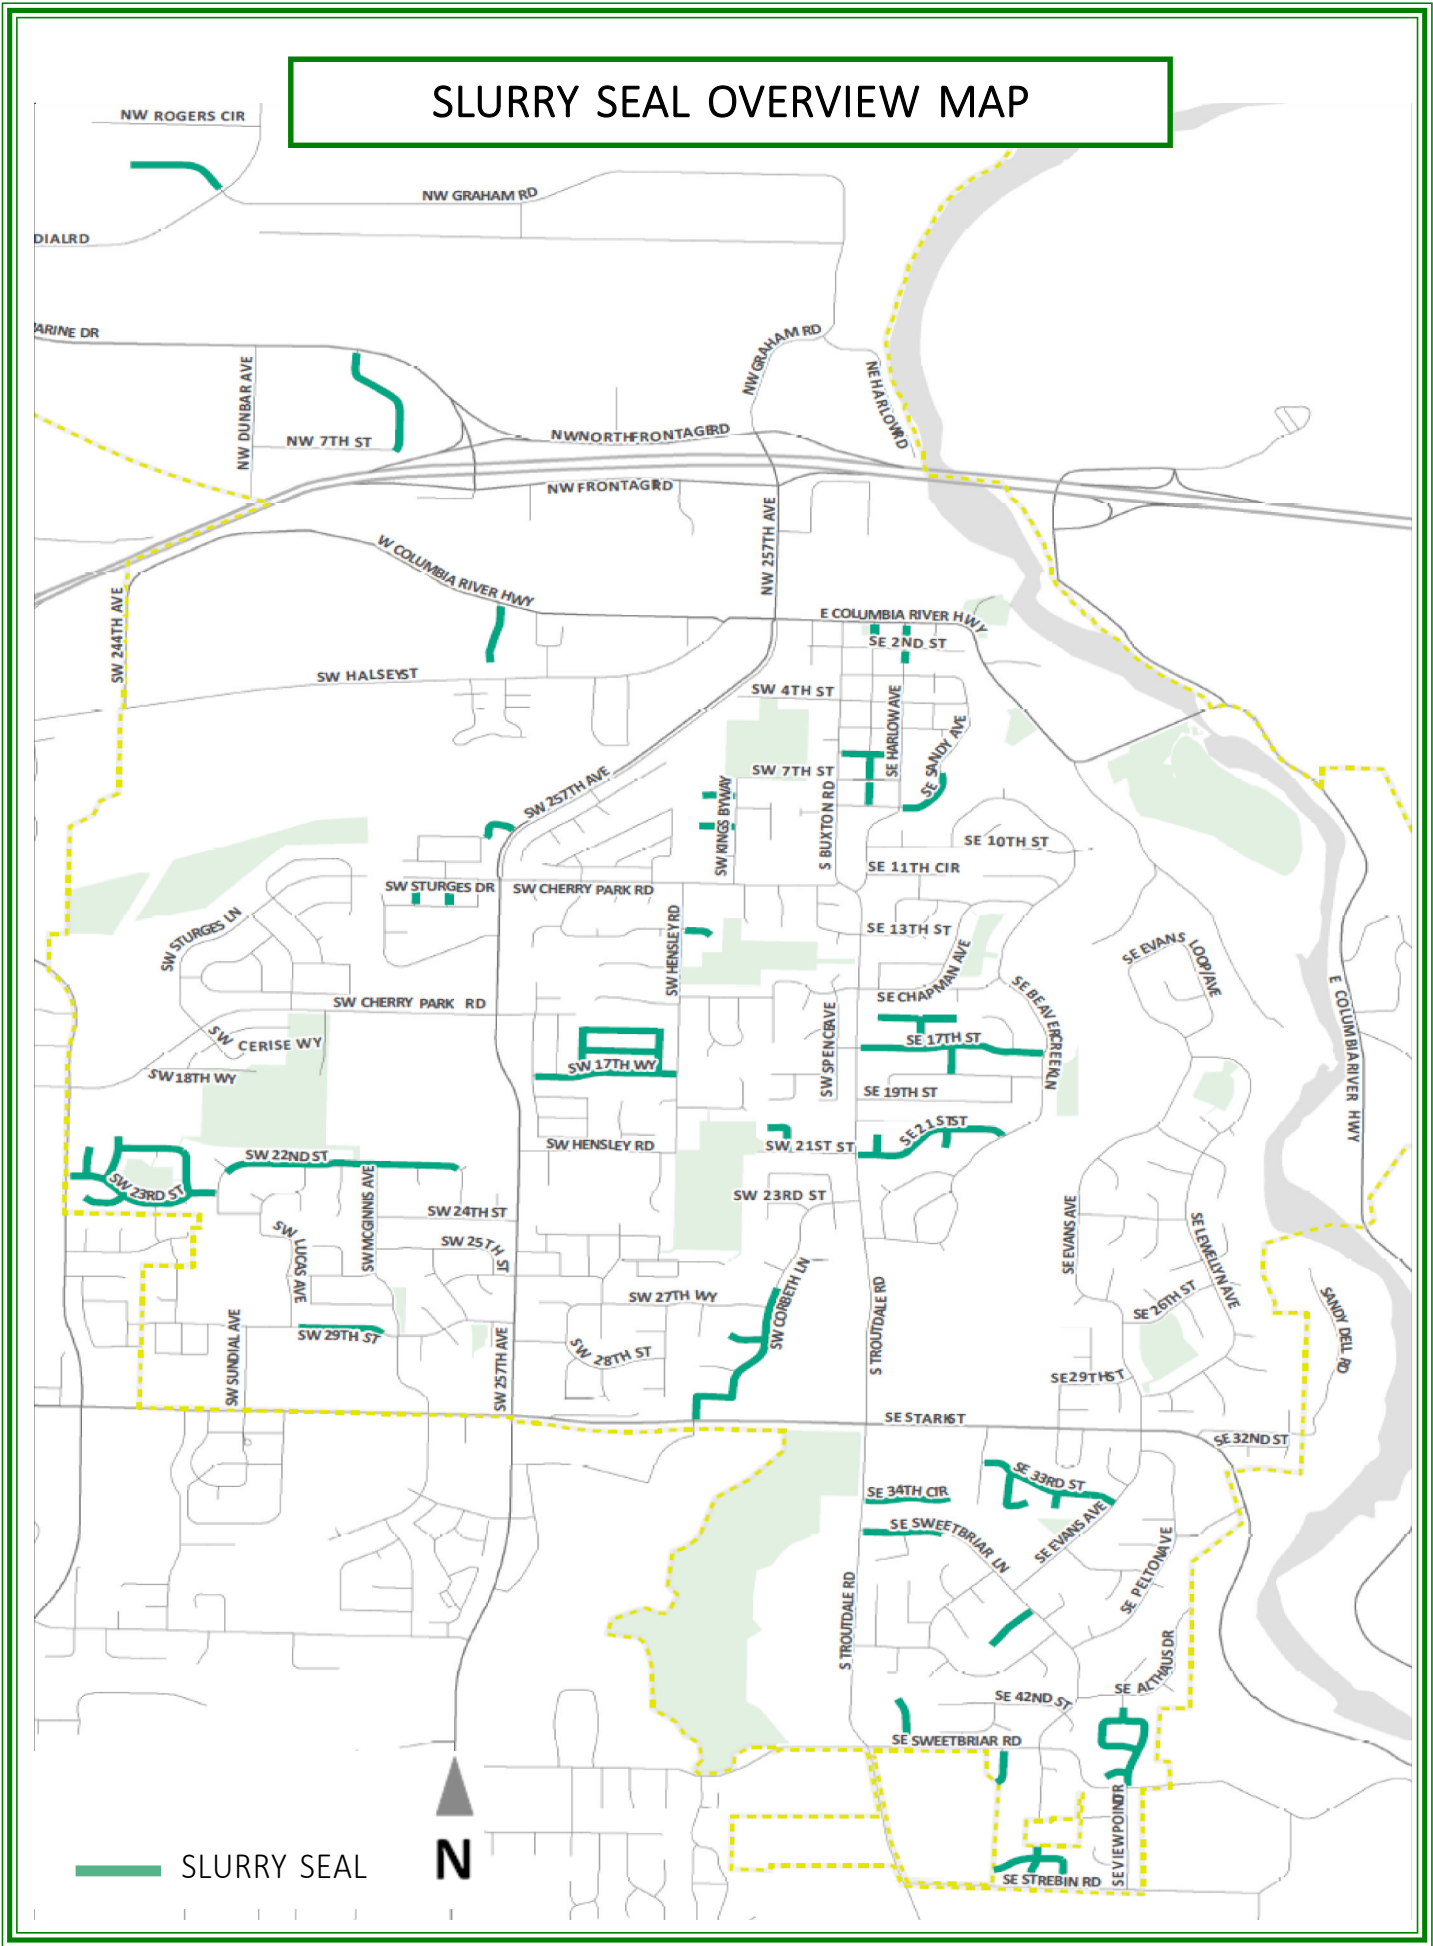 SLURRY SEAL OVERVIEW MAP
NW ROGERS CIR
NW GRAHAM RD
DIALRD
ARINE DR
NW GRAHAM RD
NW DUNBAR AVE
NE HARLOW RD
NW 7TH ST
NW NORTH FRONTAGE RD
NW FRONTAGE RD
NW 257TH AVE
W COLUMBIA RIVER HWY
SW 244TH AVE
E COLUMBIA RIVER HWY
SE 2ND ST
SW HALSEY ST
SW 4TH ST
SE HARLOW AVE
SE SANDY AVE
SW 7TH ST
SW 257TH AVE
SW KINGS BYWAY
S BUXTON RD
SE 10TH ST
SE 11TH CIR
SW STURGES DR
SW CHERRY PARK RD
SW STURGES LN
SW HENSLEY RD
SE 13TH ST
SE CHAPMAN AVE
SE EVANS
LOOP/AVE
SE BEAVER CREEK LN
E COLUMBIA RIVER HWY
SW CHERRY PARK RD
SW CERISE WY
SW SPENCE AVE
SE 17TH ST
SW 17TH WY
SW 18TH WY
SE 19TH ST
SW HENSLEY RD
SW 21ST ST
SE 21ST ST
SW 22ND ST
SW 23RD ST
SW MCGINNIS AVE
SW 23RD ST
SW 24TH ST
SW LUCAS AVE
SW 25TH ST
SE EVANS AVE
SE LEWELLYN AVE
SW 27TH WY
SW CORBETH LN
S TROUTDALE RD
SE 26TH ST
SANDY DELL RD
SW SUNDIAL AVE
SW 29TH ST
SW 28TH ST
SW 257TH AVE
SE 29TH ST
SE STARK ST
SE 32ND ST
SE 33RD ST
SE 34TH CIR
SE SWEETBRIAR LN
SE EVANS AVE
SE PELTON AVE
S TROUTDALE RD
SE ALTHAUS DR
SE 42ND ST
SE SWEETBRIAR RD
SE VIEWPOINT DR
SE STREBIN RD
N
SLURRY SEAL